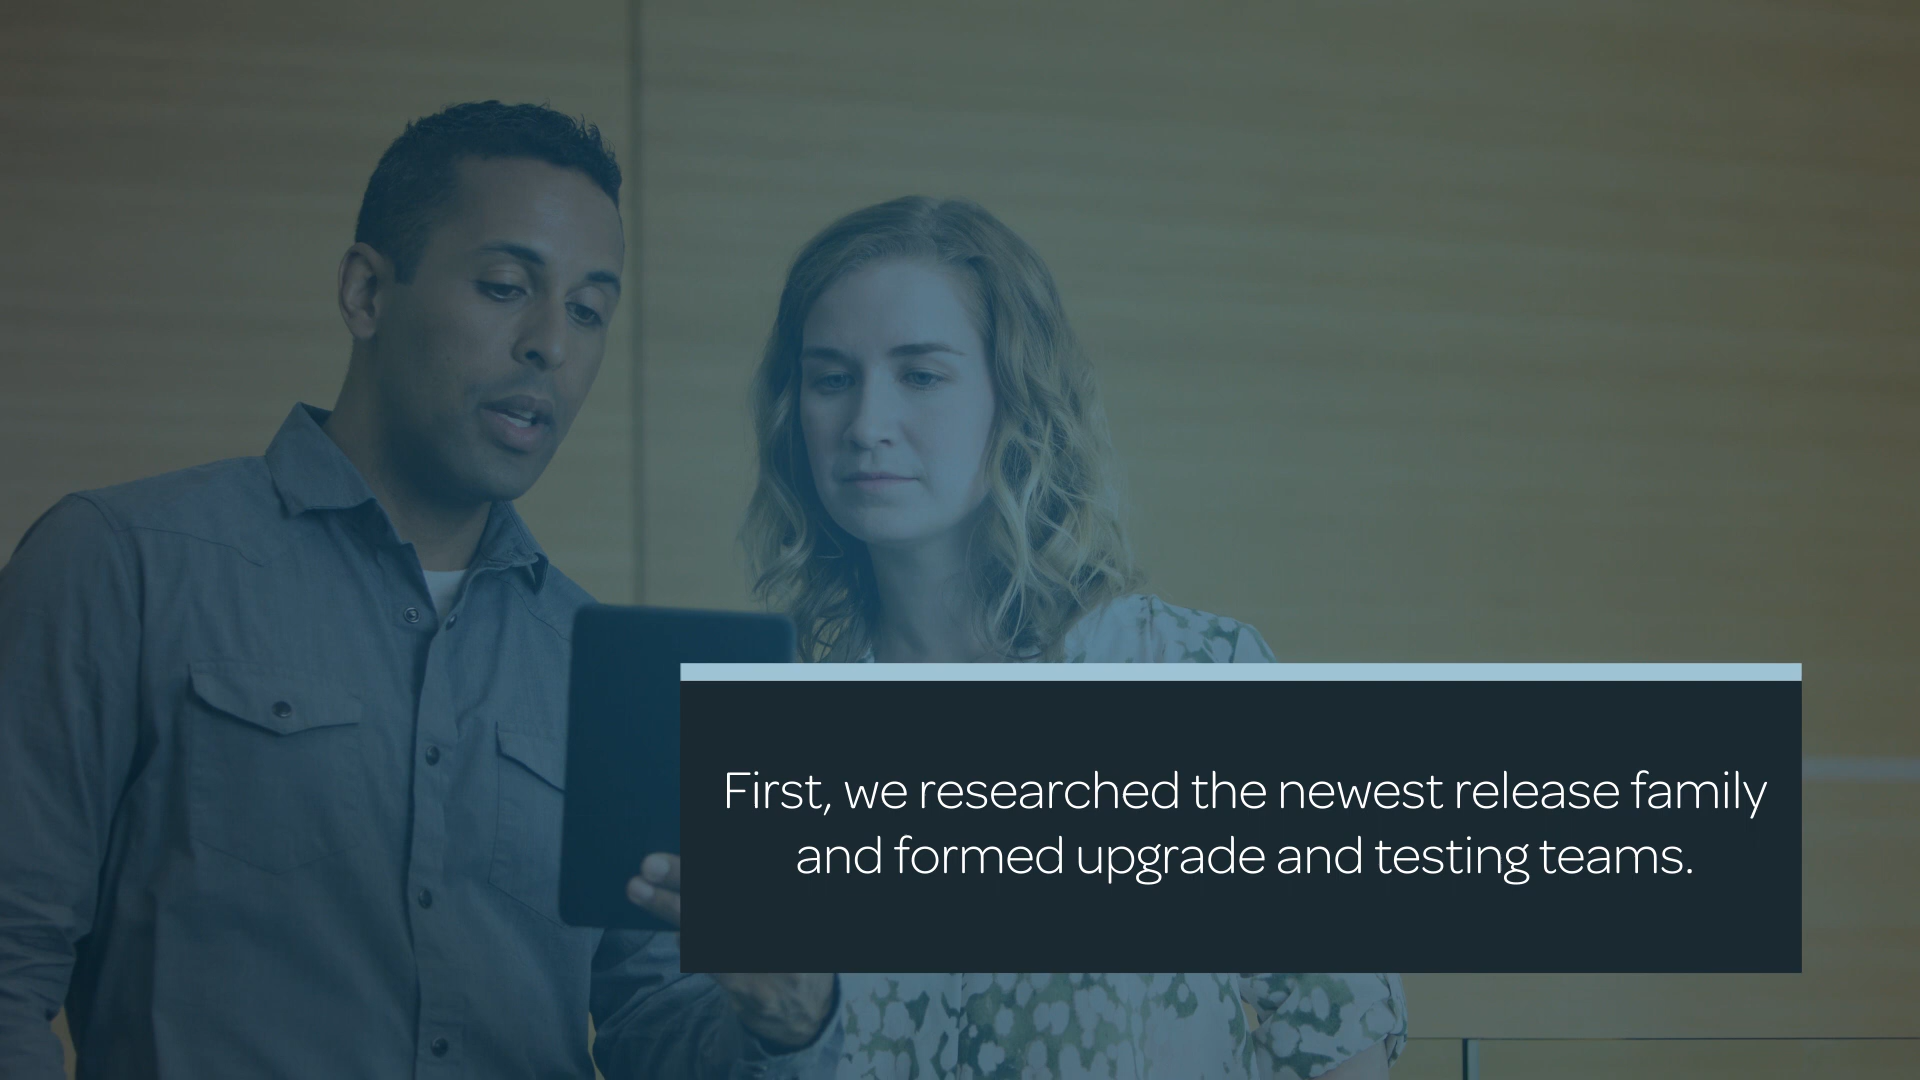 First, we researched the newest release family
and formed upgrade and testing teams.